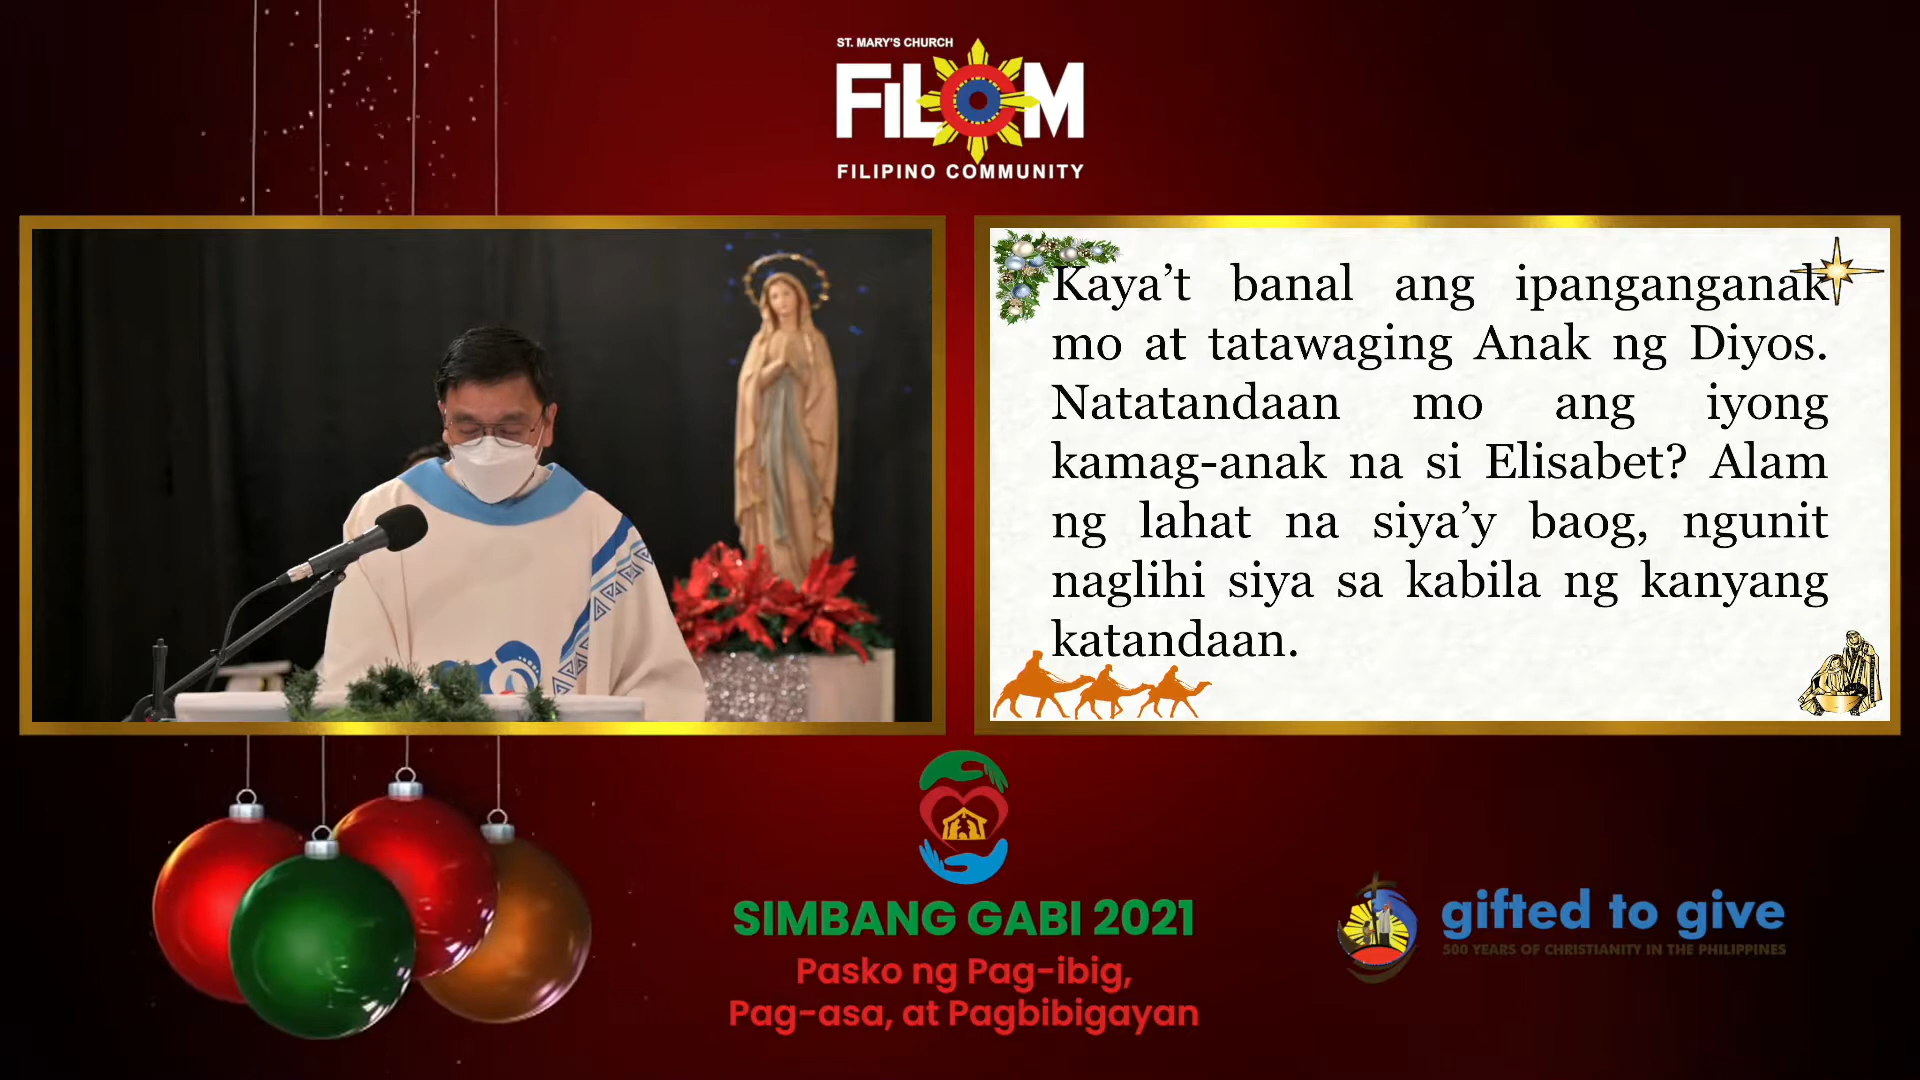 ST. MARY'S CHURCH
FiLCOM
FILIPINO COMMUNITY
Kaya't banal ang ipanganganak
mo at tatawaging Anak ng Diyos.
Natatandaan mo ang iyong
kamag-anak na si Elisabet? Alam
ng lahat na siya'y baog, ngunit
naglihi siya sa kabila ng kanyang
katandaan.
SIMBANG GABI 2021
Pasko ng Pag-ibig,
Pag-asa, at Pagbibigayan
gifted to give
500 YEARS OF CHRISTIANITY IN THE PHILIPPINES